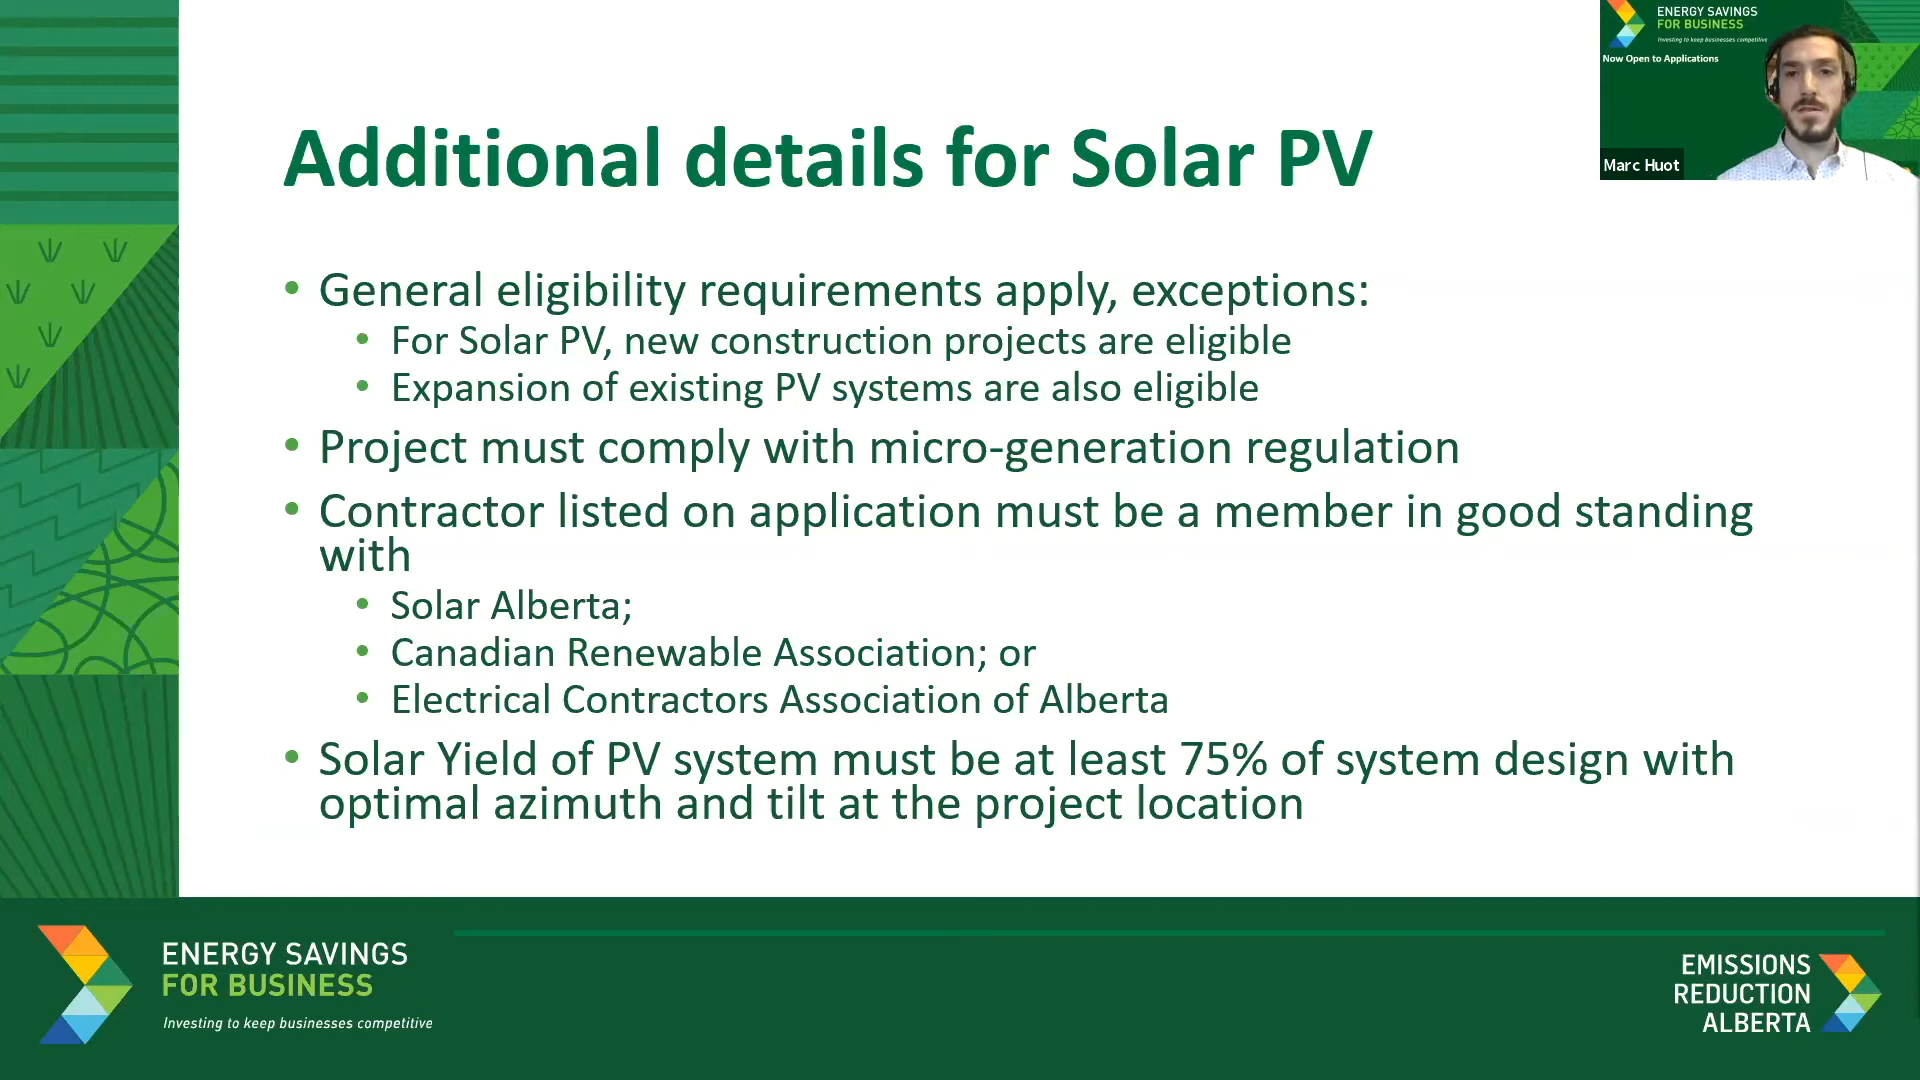 ENERGY SAVINGS
FOR BUSINESS
Investing to keep businesses competitive
Now Open to Applications
Marc Huot
Additional details for Solar PV
• General eligibility requirements apply, exceptions:
• For Solar PV, new construction projects are eligible
• Expansion of existing PV systems are also eligible
• Project must comply with micro-generation regulation
• Contractor listed on application must be a member in good standing
with
• Solar Alberta;
• Canadian Renewable Association; or
• Electrical Contractors Association of Alberta
• Solar Yield of PV system must be at least 75% of system design with
optimal azimuth and tilt at the project location
ENERGY SAVINGS
FOR BUSINESS
Investing to keep businesses competitive
EMISSIONS
REDUCTION
ALBERTA